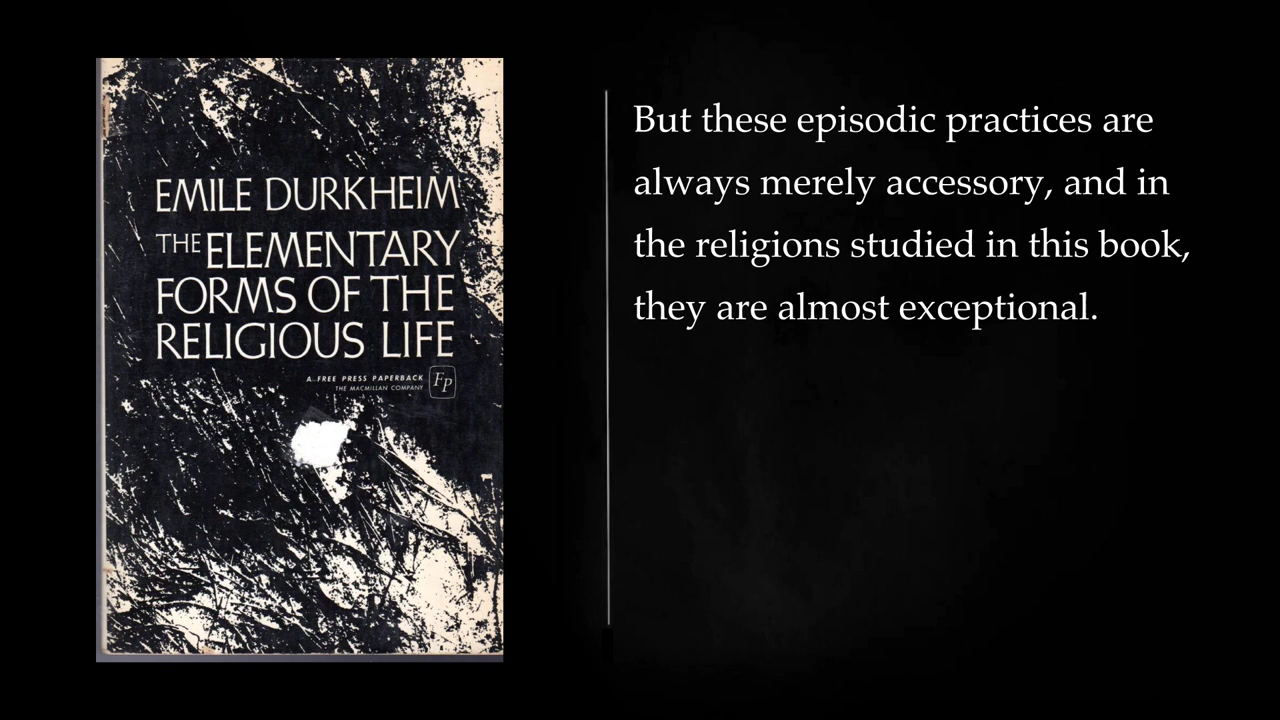 EMILE DURKHEIM
THE ELEMENTARY
FORMS OF THE
RELIGIOUS LIFE
A FREE PRESS PAPERBACK
THE MACMILLAN COMPANY
FP
But these episodic practices are
always merely accessory, and in
the religions studied in this book,
they are almost exceptional.